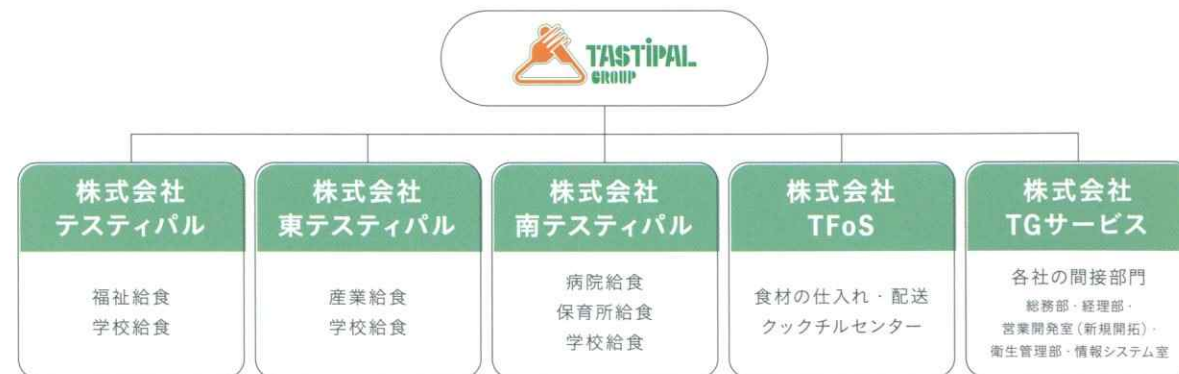 TASTIPAL
GROUP
株式会社
テスティパル
福祉給食
学校給食
株式会社
東テスティパル
産業給食
学校給食
株式会社
南テスティパル
病院給食
保育所給食
学校給食
株式会社
TFoS
食材の仕入れ・配送
クックチルセンター
株式会社
TGサービス
各社の間接部門
総務部・経理部・
営業開発室(新規開拓)・
衛生管理部・情報システム室